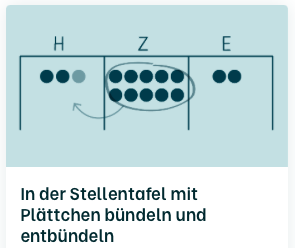 H Z E
In der Stellentafel mit
Plättchen bündeln und
entbündeln